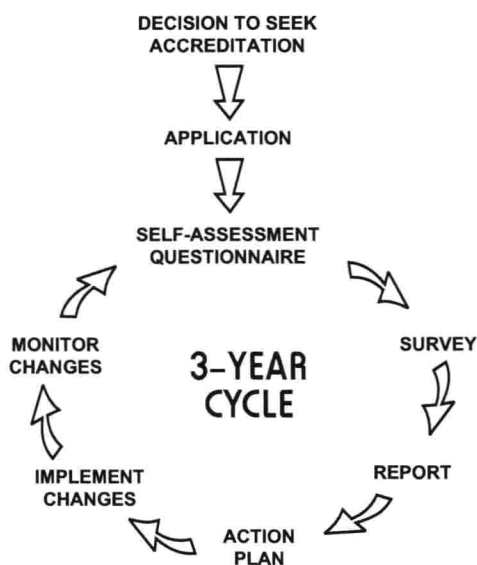 DECISION TO SEEK
ACCREDITATION
APPLICATION
SELF-ASSESSMENT
QUESTIONNAIRE
SURVEY
REPORT
ACTION
PLAN
IMPLEMENT
CHANGES
MONITOR
CHANGES
3-YEAR
CYCLE